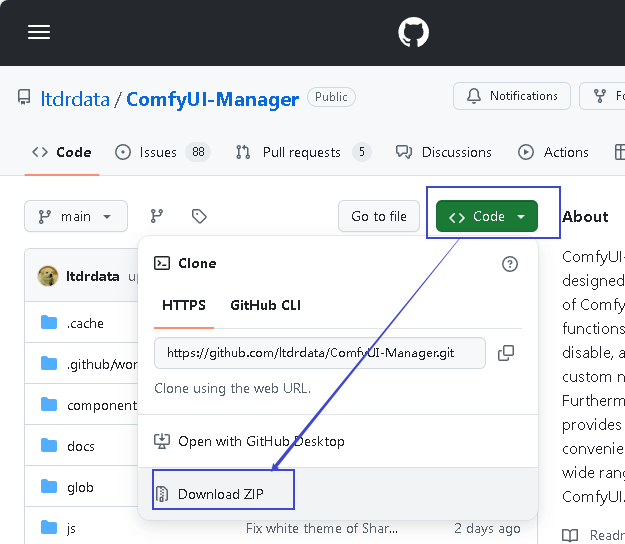 ltdrdata / ComfyUI-Manager Public
Notifications
Code Issues 88 Pull requests 5 Discussions Actions
main Go to file Code
About
Clone
HTTPS GitHub CLI
https://github.com/ltdrdata/ComfyUI-Manager.git
Clone using the web URL.
Open with GitHub Desktop
Download ZIP
ltdrdata
.cache
.github/wor
component
docs
glob
js Fix white theme of Shar... 2 days ago
ComfyUI-
designed
of Comfy
functions
disable, a
custom n
Furtherm
provides
convenie
wide rang
ComfyUI.
Readm